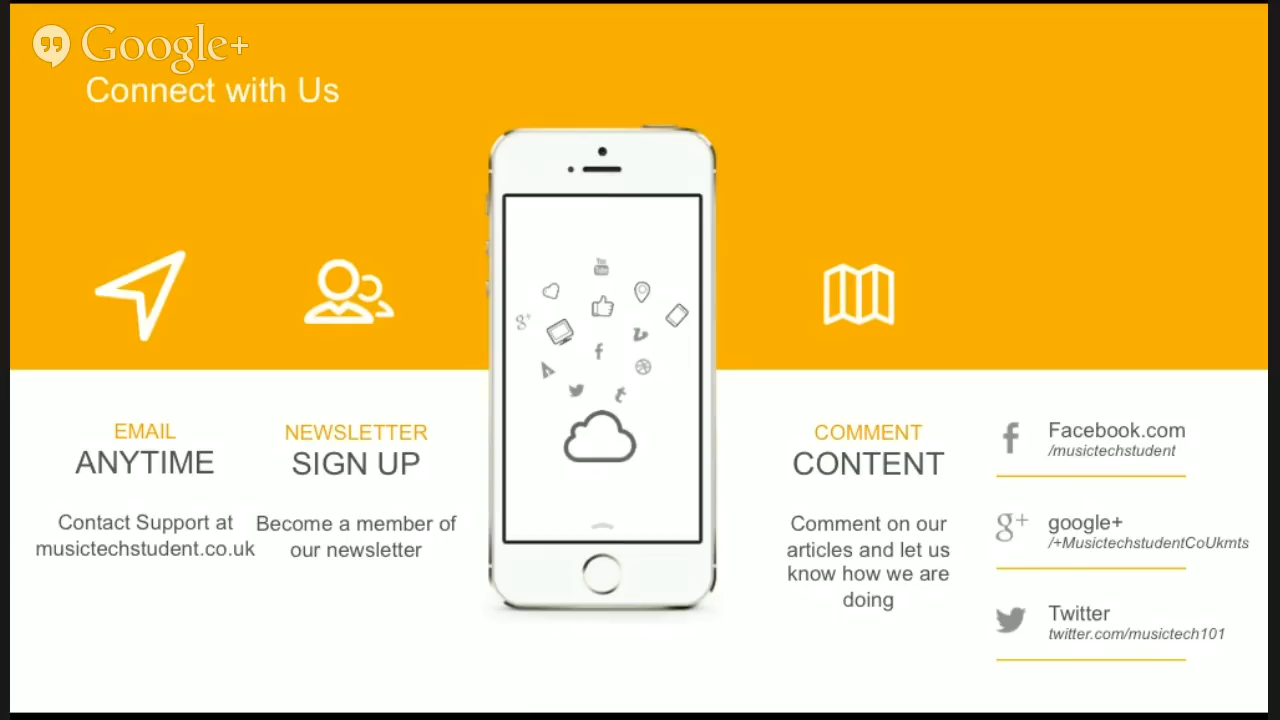 Google+
Connect with Us
EMAIL
ANYTIME
Contact Support at
musictechstudent.co.uk
NEWSLETTER
SIGN UP
Become a member of
our newsletter
You
Tube
g+
COMMENT
CONTENT
Comment on our
articles and let us
know how we are
doing
Facebook.com
/musictechstudent
g+
google+
/+MusictechstudentCoUkmts
Twitter
twitter.com/musictech101